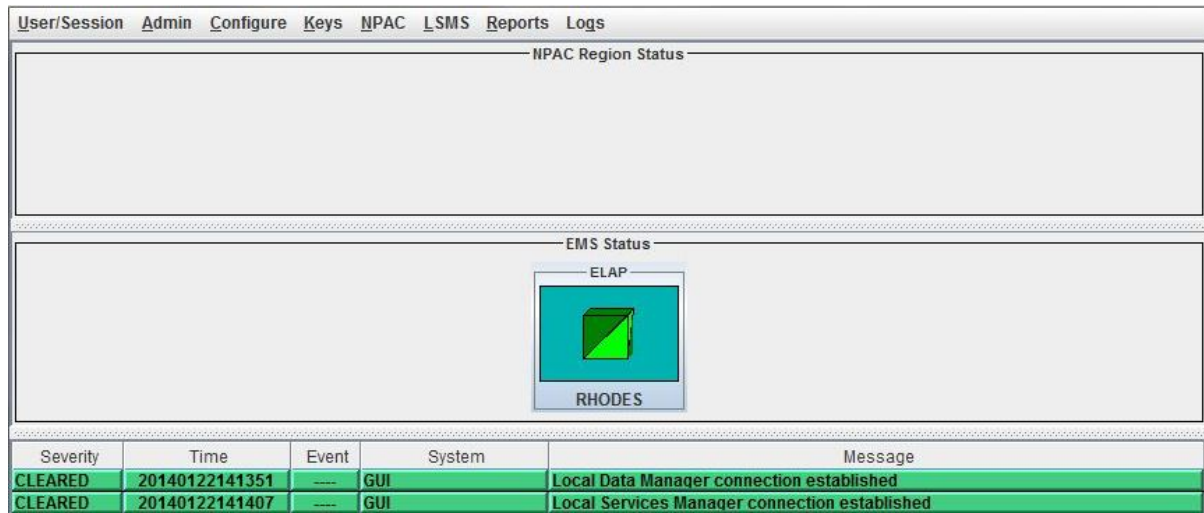 User/Session Admin Configure Keys NPAC LSMS Reports Logs
NPAC Region Status
EMS Status
ELAP
RHODES
Severity Time Event System Message
CLEARED 20140122141351 ---- GUI Local Data Manager connection established
CLEARED 20140122141407 ---- GUI Local Services Manager connection established